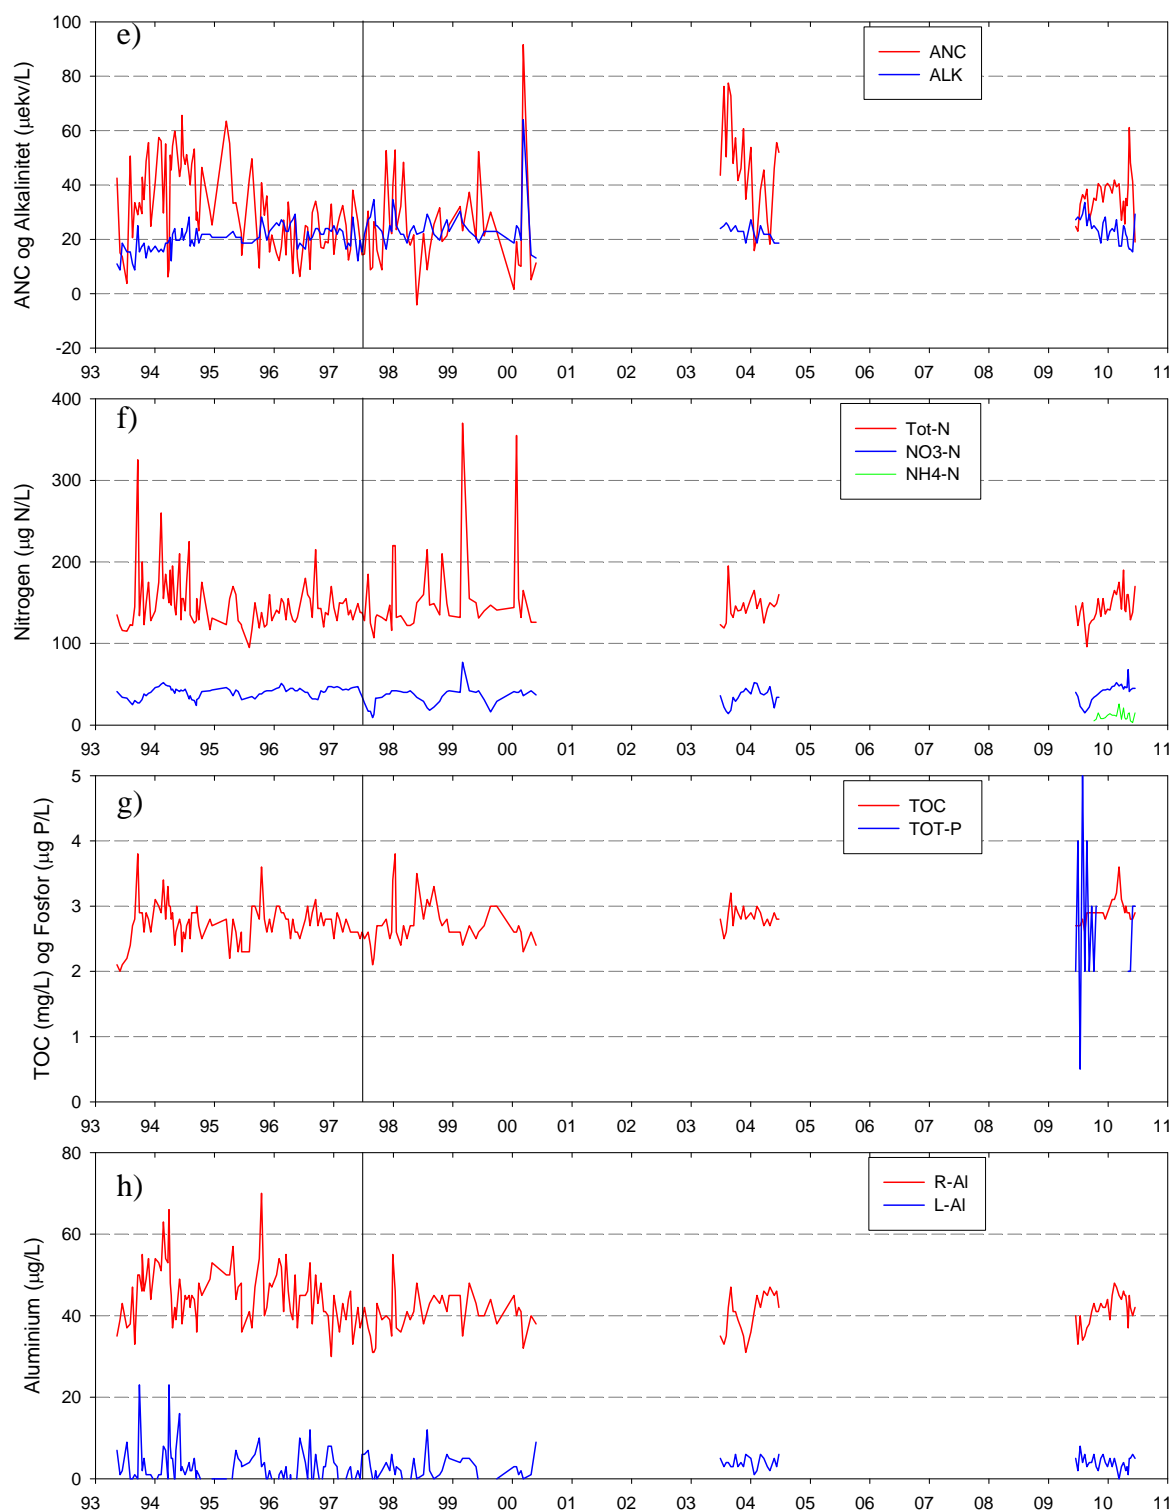 e)
ANC
ALK
ANC og Alkalinitet (µekv/L)
100
80
60
40
20
0
-20
93 94 95 96 97 98 99 00 01 02 03 04 05 06 07 08 09 10 11
f)
Tot-N
NO3-N
NH4-N
Nitrogen (µg N/L)
400
300
200
100
0
93 94 95 96 97 98 99 00 01 02 03 04 05 06 07 08 09 10 11
g)
TOC
TOT-P
TOC (mg/L) og Fosfor (µg P/L)
5
4
3
2
1
0
93 94 95 96 97 98 99 00 01 02 03 04 05 06 07 08 09 10 11
h)
R-Al
L-Al
Aluminium (µg/L)
80
60
40
20
0
93 94 95 96 97 98 99 00 01 02 03 04 05 06 07 08 09 10 11